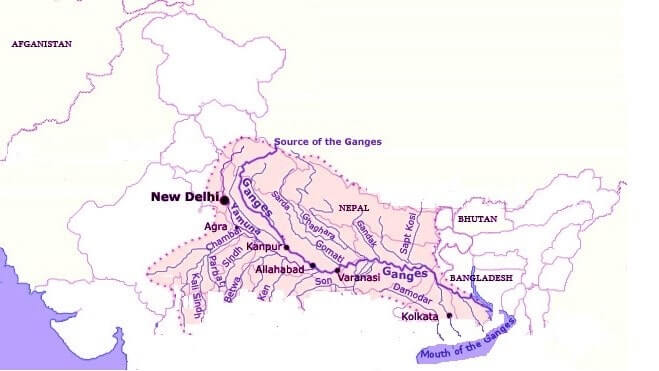 AFGANISTAN
Source of the Ganges
New Delhi
Ganges
Sarda
NEPAL
Yamuna
Ghaghara
Gandak
Sapt Kosi
BHUTAN
Agra
Chambal
Sindh
Kanpur
Gomati
Parbati
Betwa
Ken
Kali Sindh
Allahabad
Son
Varanasi
Ganges
BANGLADESH
Damodar
Kolkata
Mouth of the Ganges